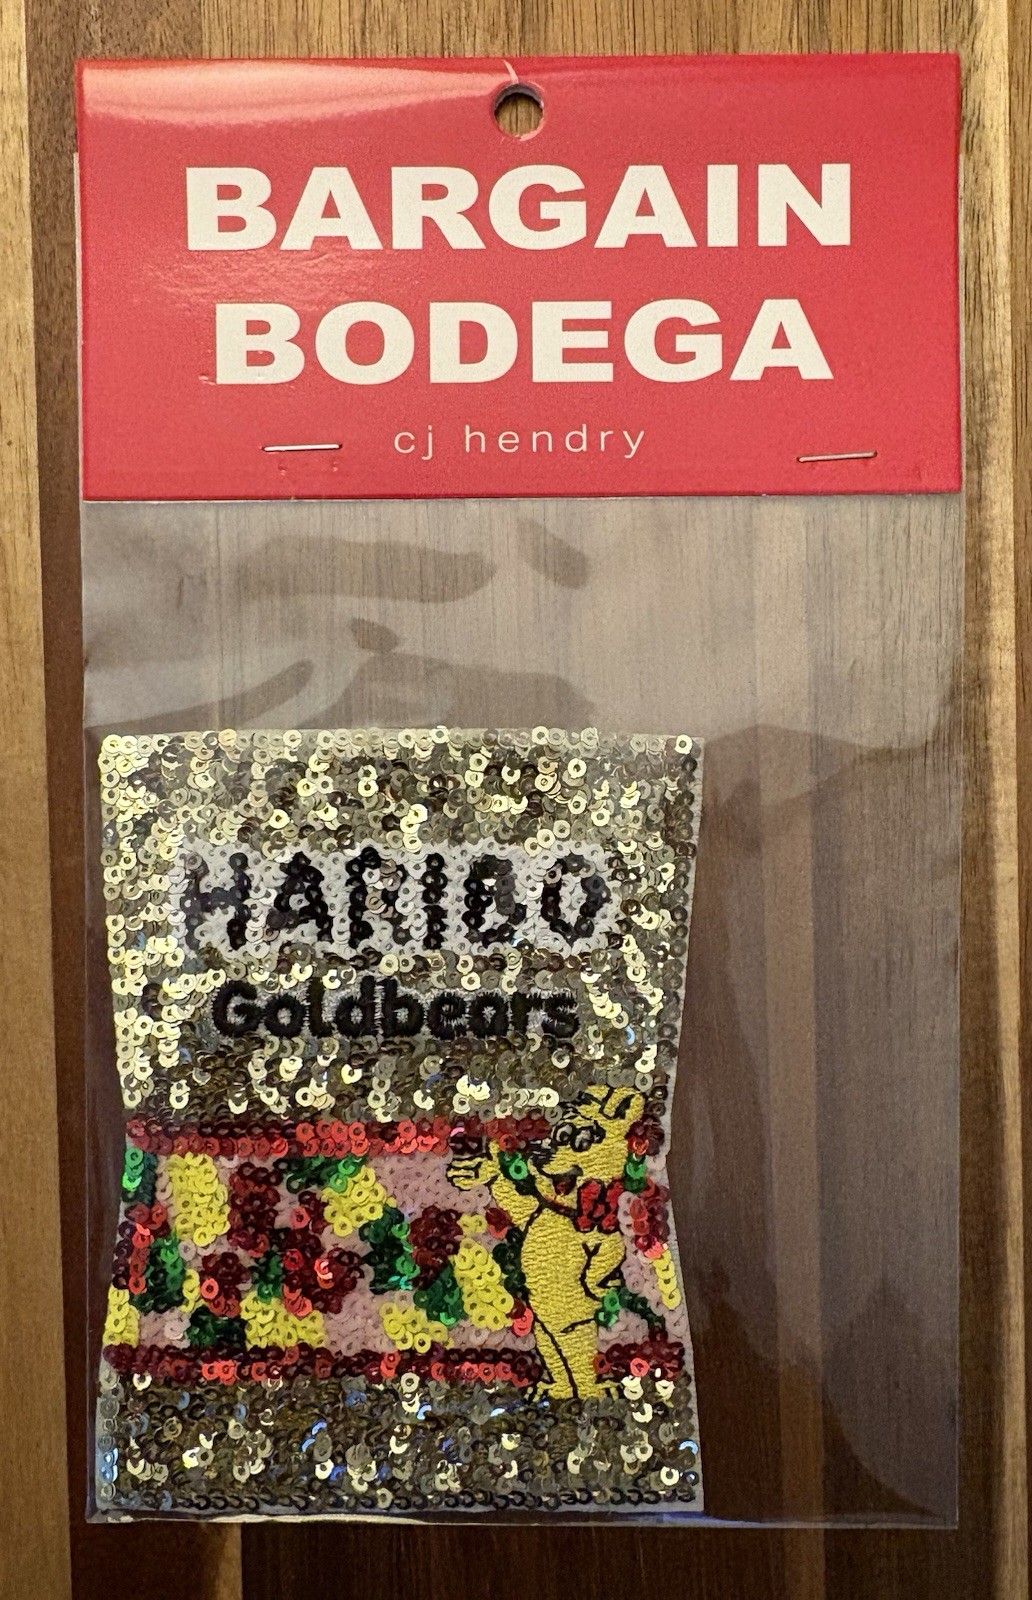 BARGAIN
BODEGA
cj hendry
HARIBO
Goldbears